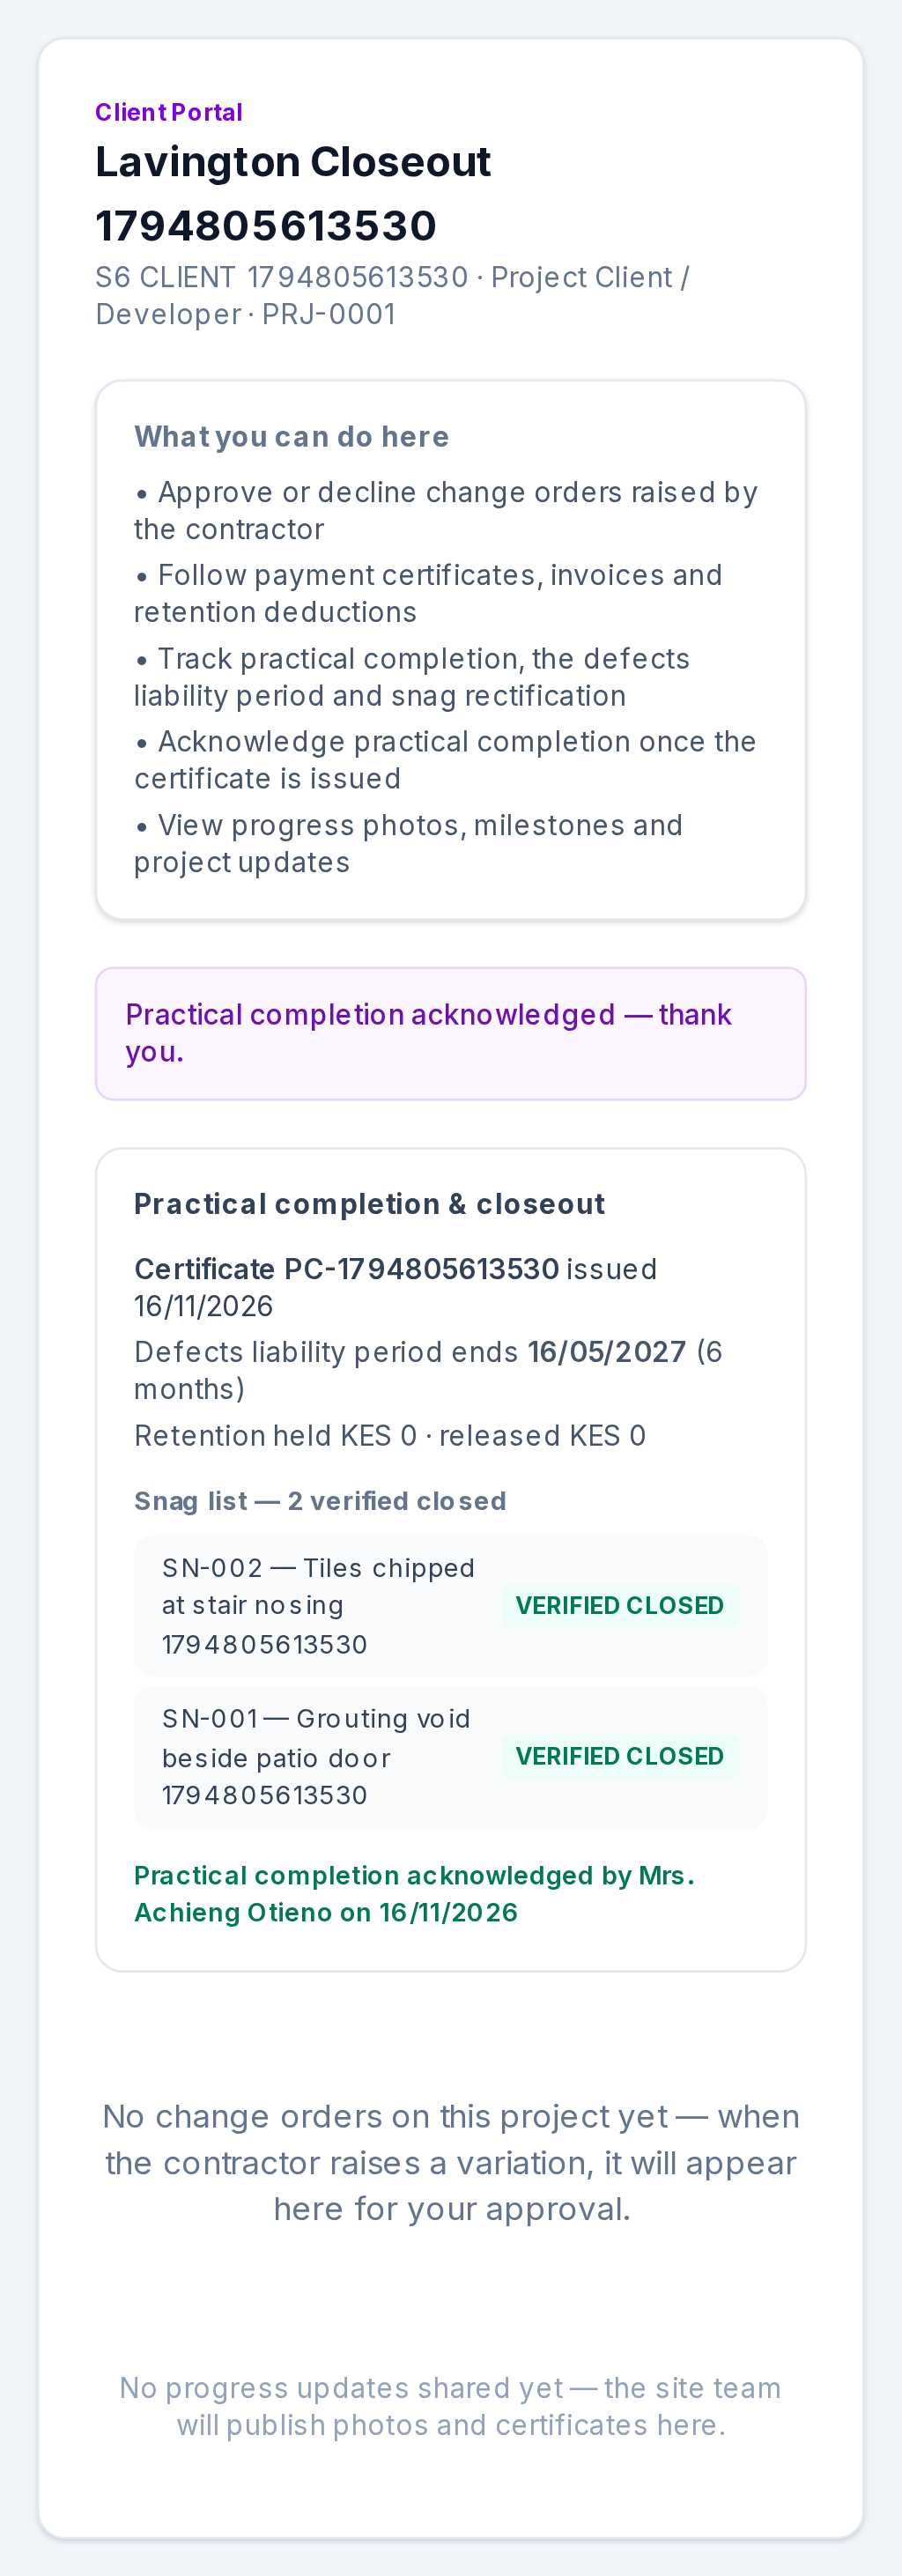 Client Portal
Lavington Closeout
1794805613530
S6 CLIENT 1794805613530 · Project Client /
Developer · PRJ-0001
What you can do here
• Approve or decline change orders raised by
the contractor
• Follow payment certificates, invoices and
retention deductions
• Track practical completion, the defects
liability period and snag rectification
• Acknowledge practical completion once the
certificate is issued
• View progress photos, milestones and
project updates
Practical completion acknowledged — thank
you.
Practical completion & closeout
Certificate PC-1794805613530 issued
16/11/2026
Defects liability period ends 16/05/2027 (6
months)
Retention held KES 0 · released KES 0
Snag list — 2 verified closed
SN-002 — Tiles chipped
at stair nosing
1794805613530
VERIFIED CLOSED
SN-001 — Grouting void
beside patio door
1794805613530
VERIFIED CLOSED
Practical completion acknowledged by Mrs.
Achieng Otieno on 16/11/2026
No change orders on this project yet — when
the contractor raises a variation, it will appear
here for your approval.
No progress updates shared yet — the site team
will publish photos and certificates here.